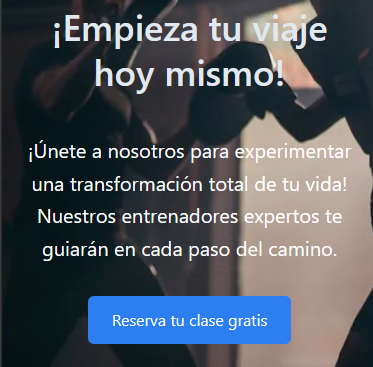 ¡Empieza tu viaje
hoy mismo!
¡Únete a nosotros para experimentar
una transformación total de tu vida!
Nuestros entrenadores expertos te
guiarán en cada paso del camino.
Reserva tu clase gratis